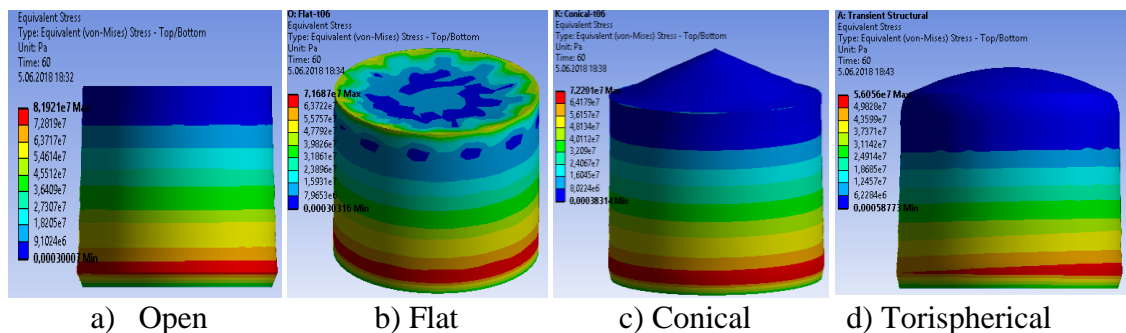 Equivalent Stress
Type: Equivalent (von-Mises) Stress - Top/Bottom
Unit: Pa
Time: 60
5.06.2018 18:32
8,1921e7 Max
7,2819e7
6,3717e7
5,4614e7
4,5512e7
3,6409e7
2,7307e7
1,8205e7
9,1024e6
0,00030007 Min
O: Flat-t06
Equivalent Stress
Type: Equivalent (von-Mises) Stress - Top/Bottom
Unit: Pa
Time: 60
5.06.2018 18:34
7,1687e7 Max
6,3722e7
5,5757e7
4,7792e7
3,9826e7
3,1861e7
2,3896e7
1,5931e7
7,9653e6
0,00030316 Min
K: Conical-t06
Equivalent Stress
Type: Equivalent (von-Mises) Stress - Top/Bottom
Unit: Pa
Time: 60
5.06.2018 18:38
7,2201e7 Max
6,4179e7
5,6157e7
4,8134e7
4,0112e7
3,209e7
2,4067e7
1,6045e7
8,0224e6
0,00038314 Min
A: Transient Structural
Equivalent Stress
Type: Equivalent (von-Mises) Stress - Top/Bottom
Unit: Pa
Time: 60
5.06.2018 18:43
5,6056e7 Max
4,9828e7
4,3599e7
3,7371e7
3,1142e7
2,4914e7
1,8685e7
1,2457e7
6,2284e6
0,00058773 Min
a) Open
b) Flat
c) Conical
d) Torispherical